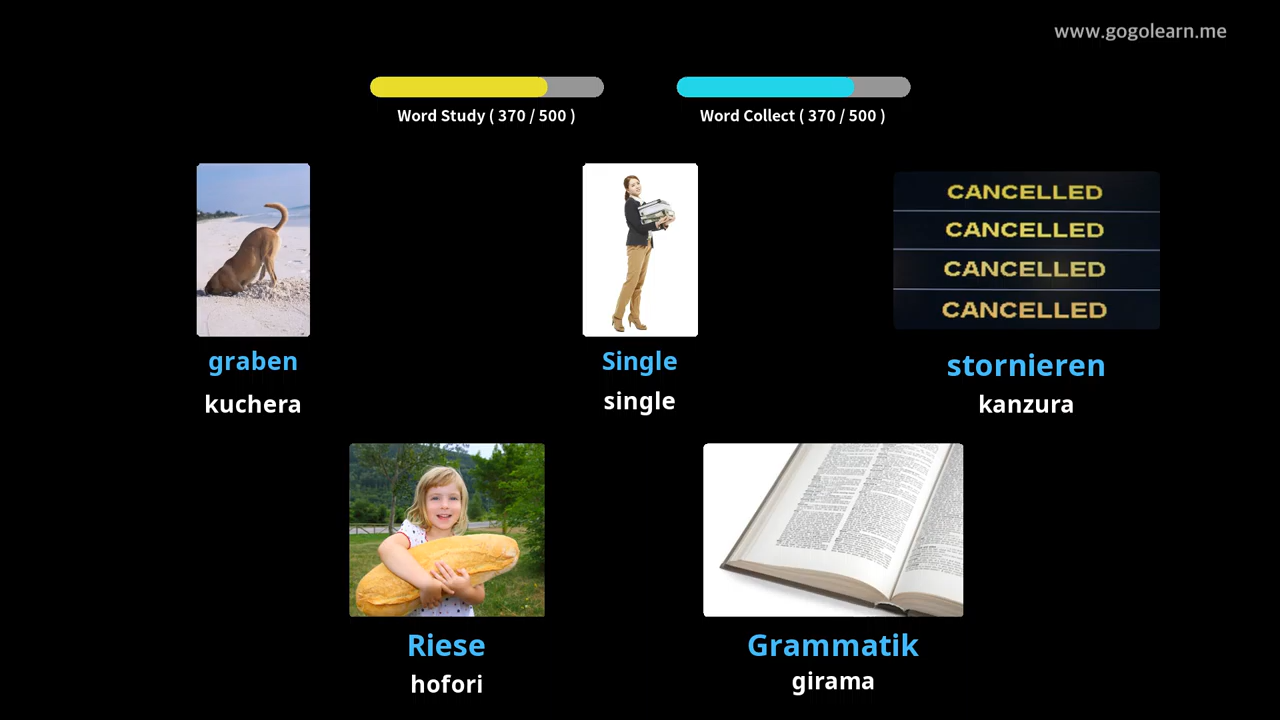 www.gogolearn.me
Word Study ( 370 / 500 )
Word Collect ( 370 / 500 )
CANCELLED
CANCELLED
CANCELLED
CANCELLED
graben
kuchera
Single
single
stornieren
kanzura
Riese
hofori
Grammatik
girama